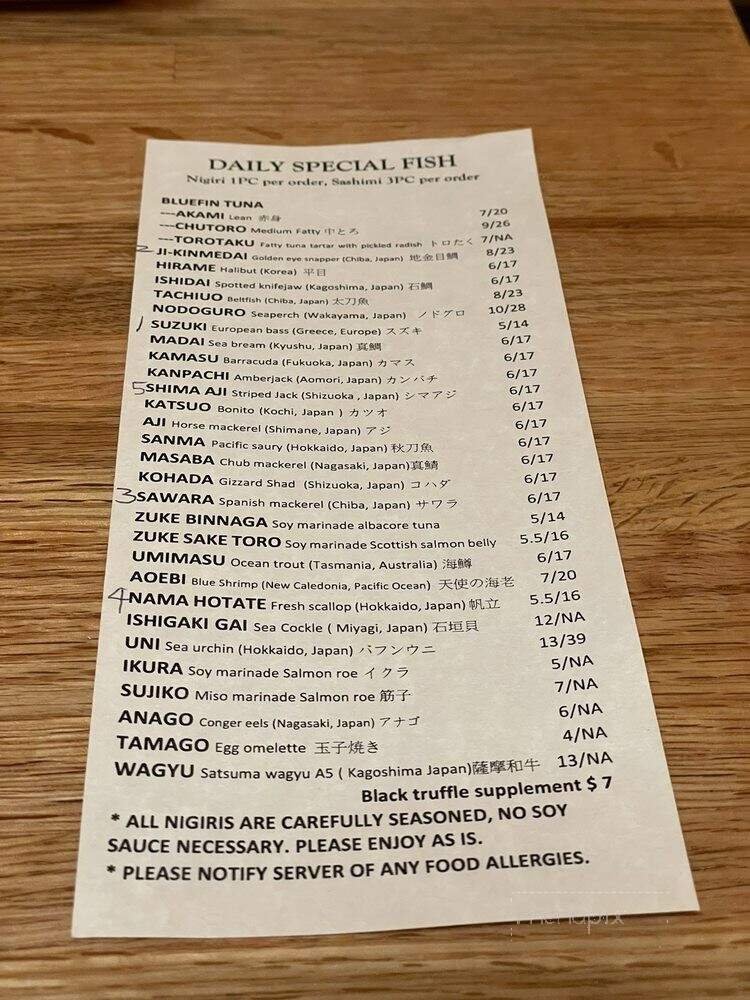 DAILY SPECIAL FISH
Nigiri 1PC per order, Sashimi 3PC per order
BLUEFIN TUNA
---AKAMI Lean 赤身 7/20
---CHUTORO Medium Fatty 中とろ 9/26
---TOROTAKU Fatty tuna tartar with pickled radish トロたく 7/NA
2 JI-KINMEDAI Golden eye snapper (Chiba, Japan) 地金目鯛 8/23
HIRAME Halibut (Korea) 平目 6/17
ISHIDAI Spotted knifejaw (Kagoshima, Japan) 石鯛 6/17
TACHIUO Beltfish (Chiba, Japan) 太刀魚 8/23
NODOGURO Seaperch (Wakayama, Japan) ノドグロ 10/28
1 SUZUKI European bass (Greece, Europe) スズキ 5/14
MADAI Sea bream (Kyushu, Japan) 真鯛 6/17
KAMASU Barracuda (Fukuoka, Japan) カマス 6/17
KANPACHI Amberjack (Aomori, Japan) カンパチ 6/17
5 SHIMA AJI Striped Jack (Shizuoka , Japan) シマアジ 6/17
KATSUO Bonito (Kochi, Japan ) カツオ 6/17
AJI Horse mackerel (Shimane, Japan) アジ 6/17
SANMA Pacific saury (Hokkaido, Japan) 秋刀魚 6/17
MASABA Chub mackerel (Nagasaki, Japan)真鯖 6/17
KOHADA Gizzard Shad (Shizuoka, Japan) コハダ 6/17
3 SAWARA Spanish mackerel (Chiba, Japan) サワラ 6/17
ZUKE BINNAGA Soy marinade albacore tuna 5/14
ZUKE SAKE TORO Soy marinade Scottish salmon belly 5.5/16
UMIMASU Ocean trout (Tasmania, Australia) 海鱒 6/17
AOEBI Blue Shrimp (New Caledonia, Pacific Ocean) 天使の海老 7/20
4 NAMA HOTATE Fresh scallop (Hokkaido, Japan) 帆立 5.5/16
ISHIGAKI GAI Sea Cockle ( Miyagi, Japan) 石垣貝 12/NA
UNI Sea urchin (Hokkaido, Japan) バフンウニ 13/39
IKURA Soy marinade Salmon roe イクラ 5/NA
SUJIKO Miso marinade Salmon roe 筋子 7/NA
ANAGO Conger eels (Nagasaki, Japan) アナゴ 6/NA
TAMAGO Egg omelette 玉子焼き 4/NA
WAGYU Satsuma wagyu A5 ( Kagoshima Japan)薩摩和牛 13/NA
Black truffle supplement $ 7
* ALL NIGIRIS ARE CAREFULLY SEASONED, NO SOY
SAUCE NECESSARY. PLEASE ENJOY AS IS.
* PLEASE NOTIFY SERVER OF ANY FOOD ALLERGIES.